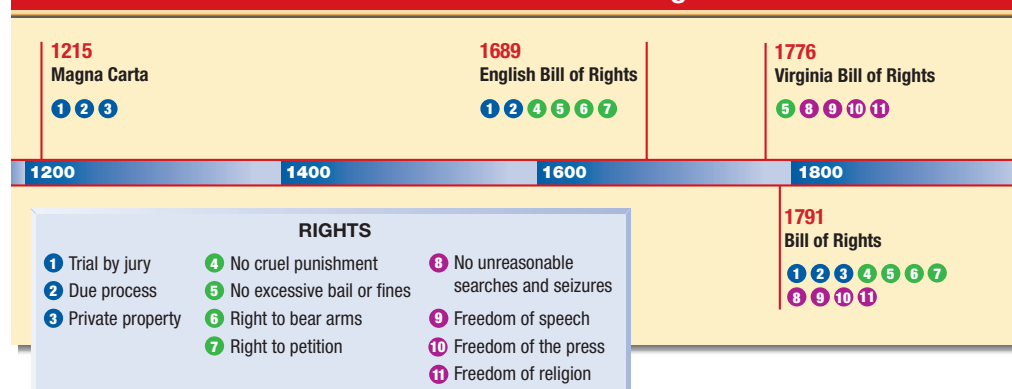 1215
Magna Carta
1 2 3
1689
English Bill of Rights
1 2 4 5 6 7
1776
Virginia Bill of Rights
5 8 9 10 11
1200
1400
1600
1800
1791
Bill of Rights
1 2 3 4 5 6 7
8 9 10 11
RIGHTS
1 Trial by jury
2 Due process
3 Private property
4 No cruel punishment
5 No excessive bail or fines
6 Right to bear arms
7 Right to petition
8 No unreasonable
searches and seizures
9 Freedom of speech
10 Freedom of the press
11 Freedom of religion